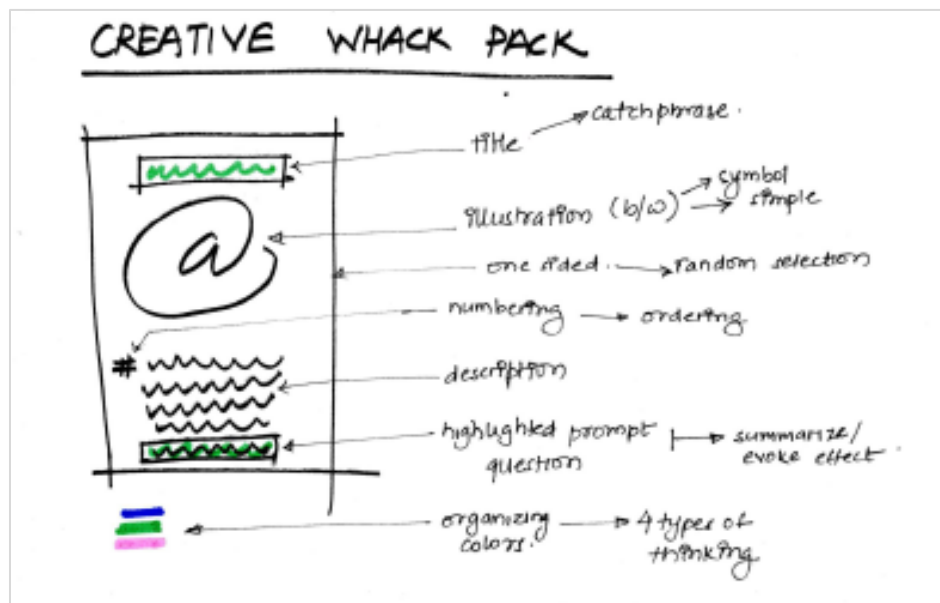 CREATIVE WHACK PACK
title
catchphrase.
illustration (b/w)
symbol
simple
one sided.
random selection
numbering
ordering
@
#
description
highlighted prompt
question
summarize/
evoke effect.
organizing
colors.
4 types of
thinking